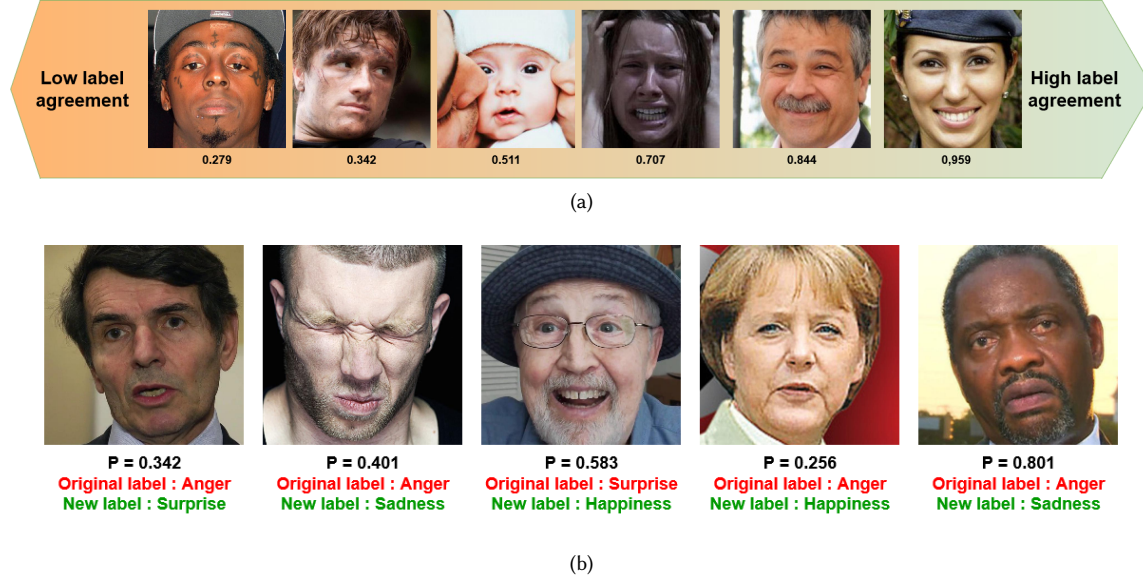 Low label
agreement
High label
agreement
0.279 0.342 0.511 0.707 0.844 0,959
(a)
P = 0.342 P = 0.401 P = 0.583 P = 0.256 P = 0.801
Original label : Anger Original label : Anger Original label : Surprise Original label : Anger Original label : Anger
New label : Surprise New label : Sadness New label : Happiness New label : Happiness New label : Sadness
(b)